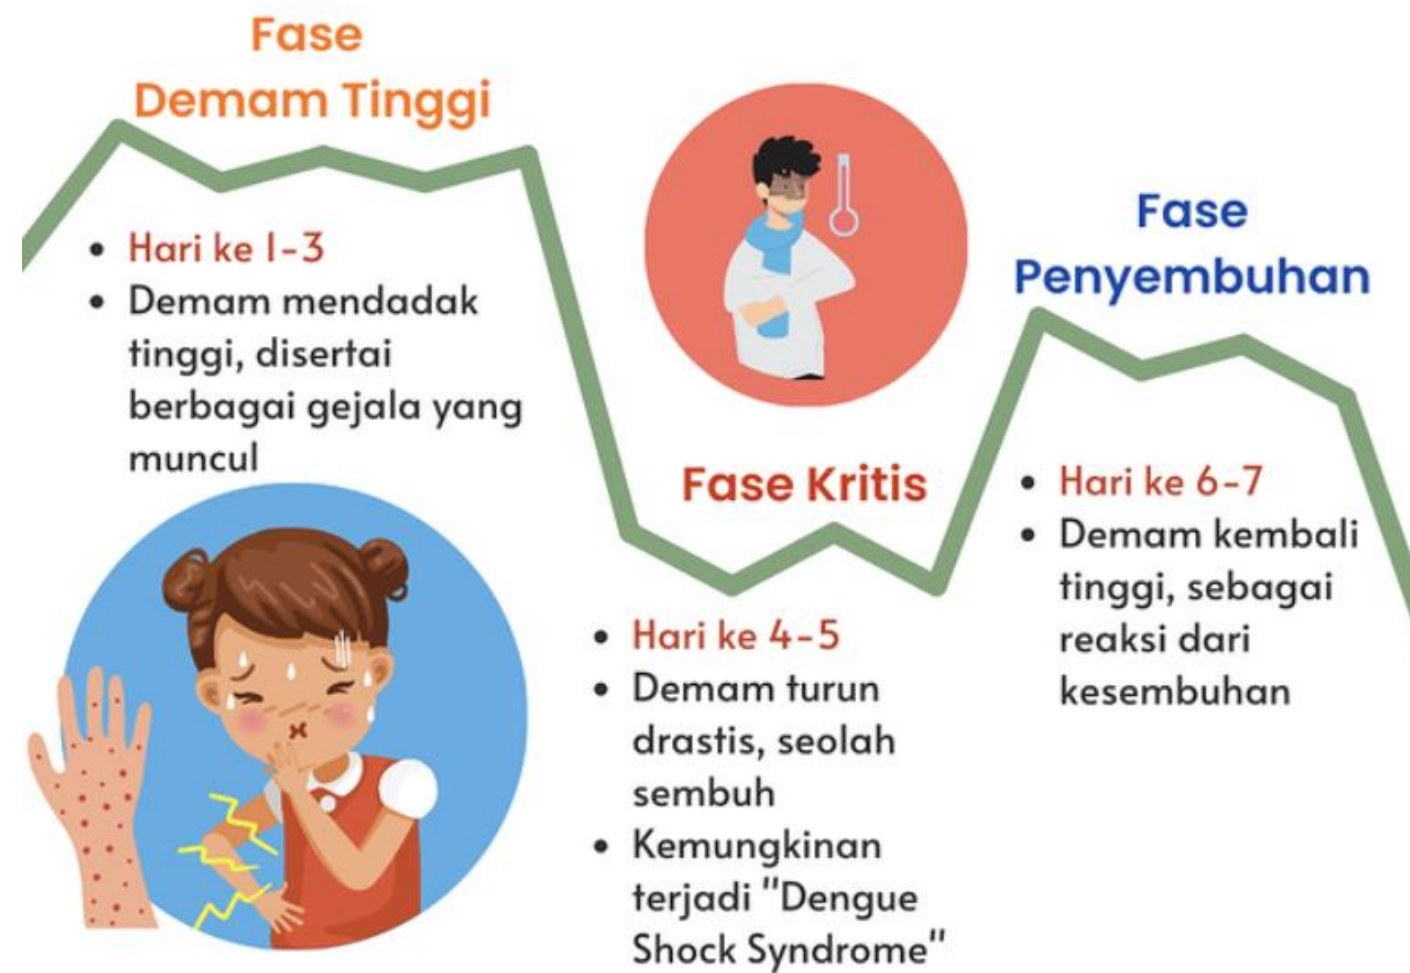 Fase
Demam Tinggi
• Hari ke 1-3
• Demam mendadak
tinggi, disertai
berbagai gejala yang
muncul
Fase Kritis
• Hari ke 4-5
• Demam turun
drastis, seolah
sembuh
• Kemungkinan
terjadi "Dengue
Shock Syndrome"
Fase
Penyembuhan
• Hari ke 6-7
• Demam kembali
tinggi, sebagai
reaksi dari
kesembuhan